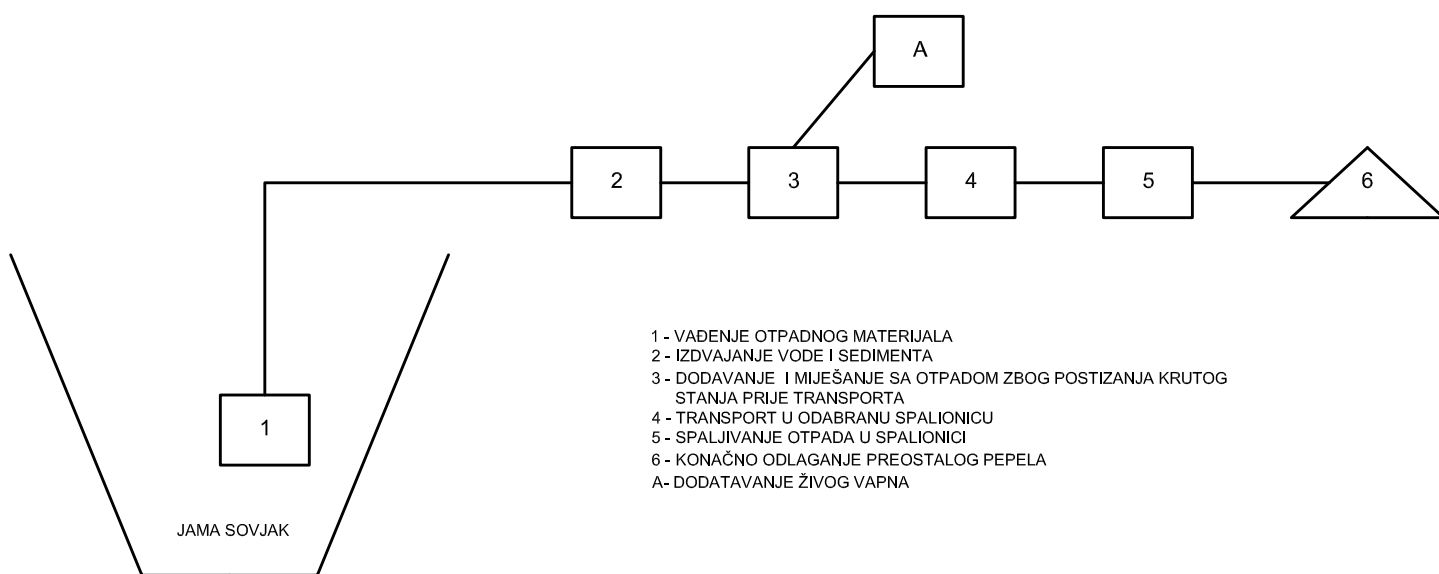 A
2
3
4
5
6
1 - VAĐENJE OTPADNOG MATERIJALA
2 - IZDVAJANJE VODE I SEDIMENTA
3 - DODAVANJE I MIJEŠANJE SA OTPADOM ZBOG POSTIZANJA KRUTOG
STANJA PRIJE TRANSPORTA
4 - TRANSPORT U ODABRANU SPALIONICU
5 - SPALJIVANJE OTPADA U SPALIONICI
6 - KONAČNO ODLAGANJE PREOSTALOG PEPELA
A- DODATAVANJE ŽIVOG VAPNA
1
JAMA SOVJAK